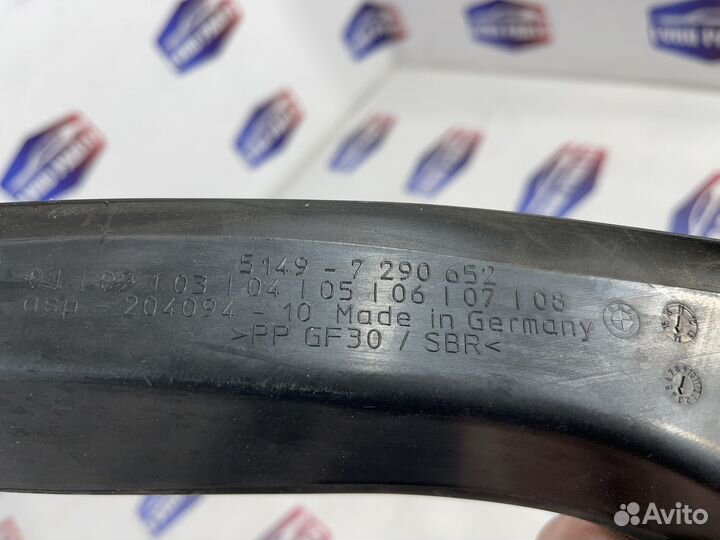 5149 - 7 290 652
01 | 02 | 03 | 04 | 05 | 06 | 07 | 08
asp 204094 - 10 Made in Germany
>PP GF30 / SBR<
Avito